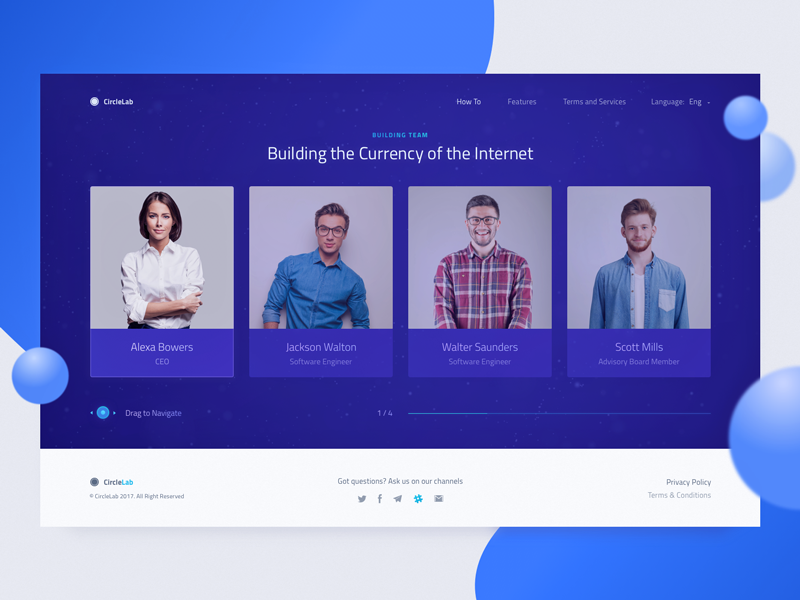 CircleLab
How To Features Terms and Services Language: Eng
BUILDING TEAM
Building the Currency of the Internet
Alexa Bowers
CEO
Jackson Walton
Software Engineer
Walter Saunders
Software Engineer
Scott Mills
Advisory Board Member
Drag to Navigate
1 / 4
CircleLab
© CircleLab 2017. All Right Reserved
Got questions? Ask us on our channels
Privacy Policy
Terms & Conditions